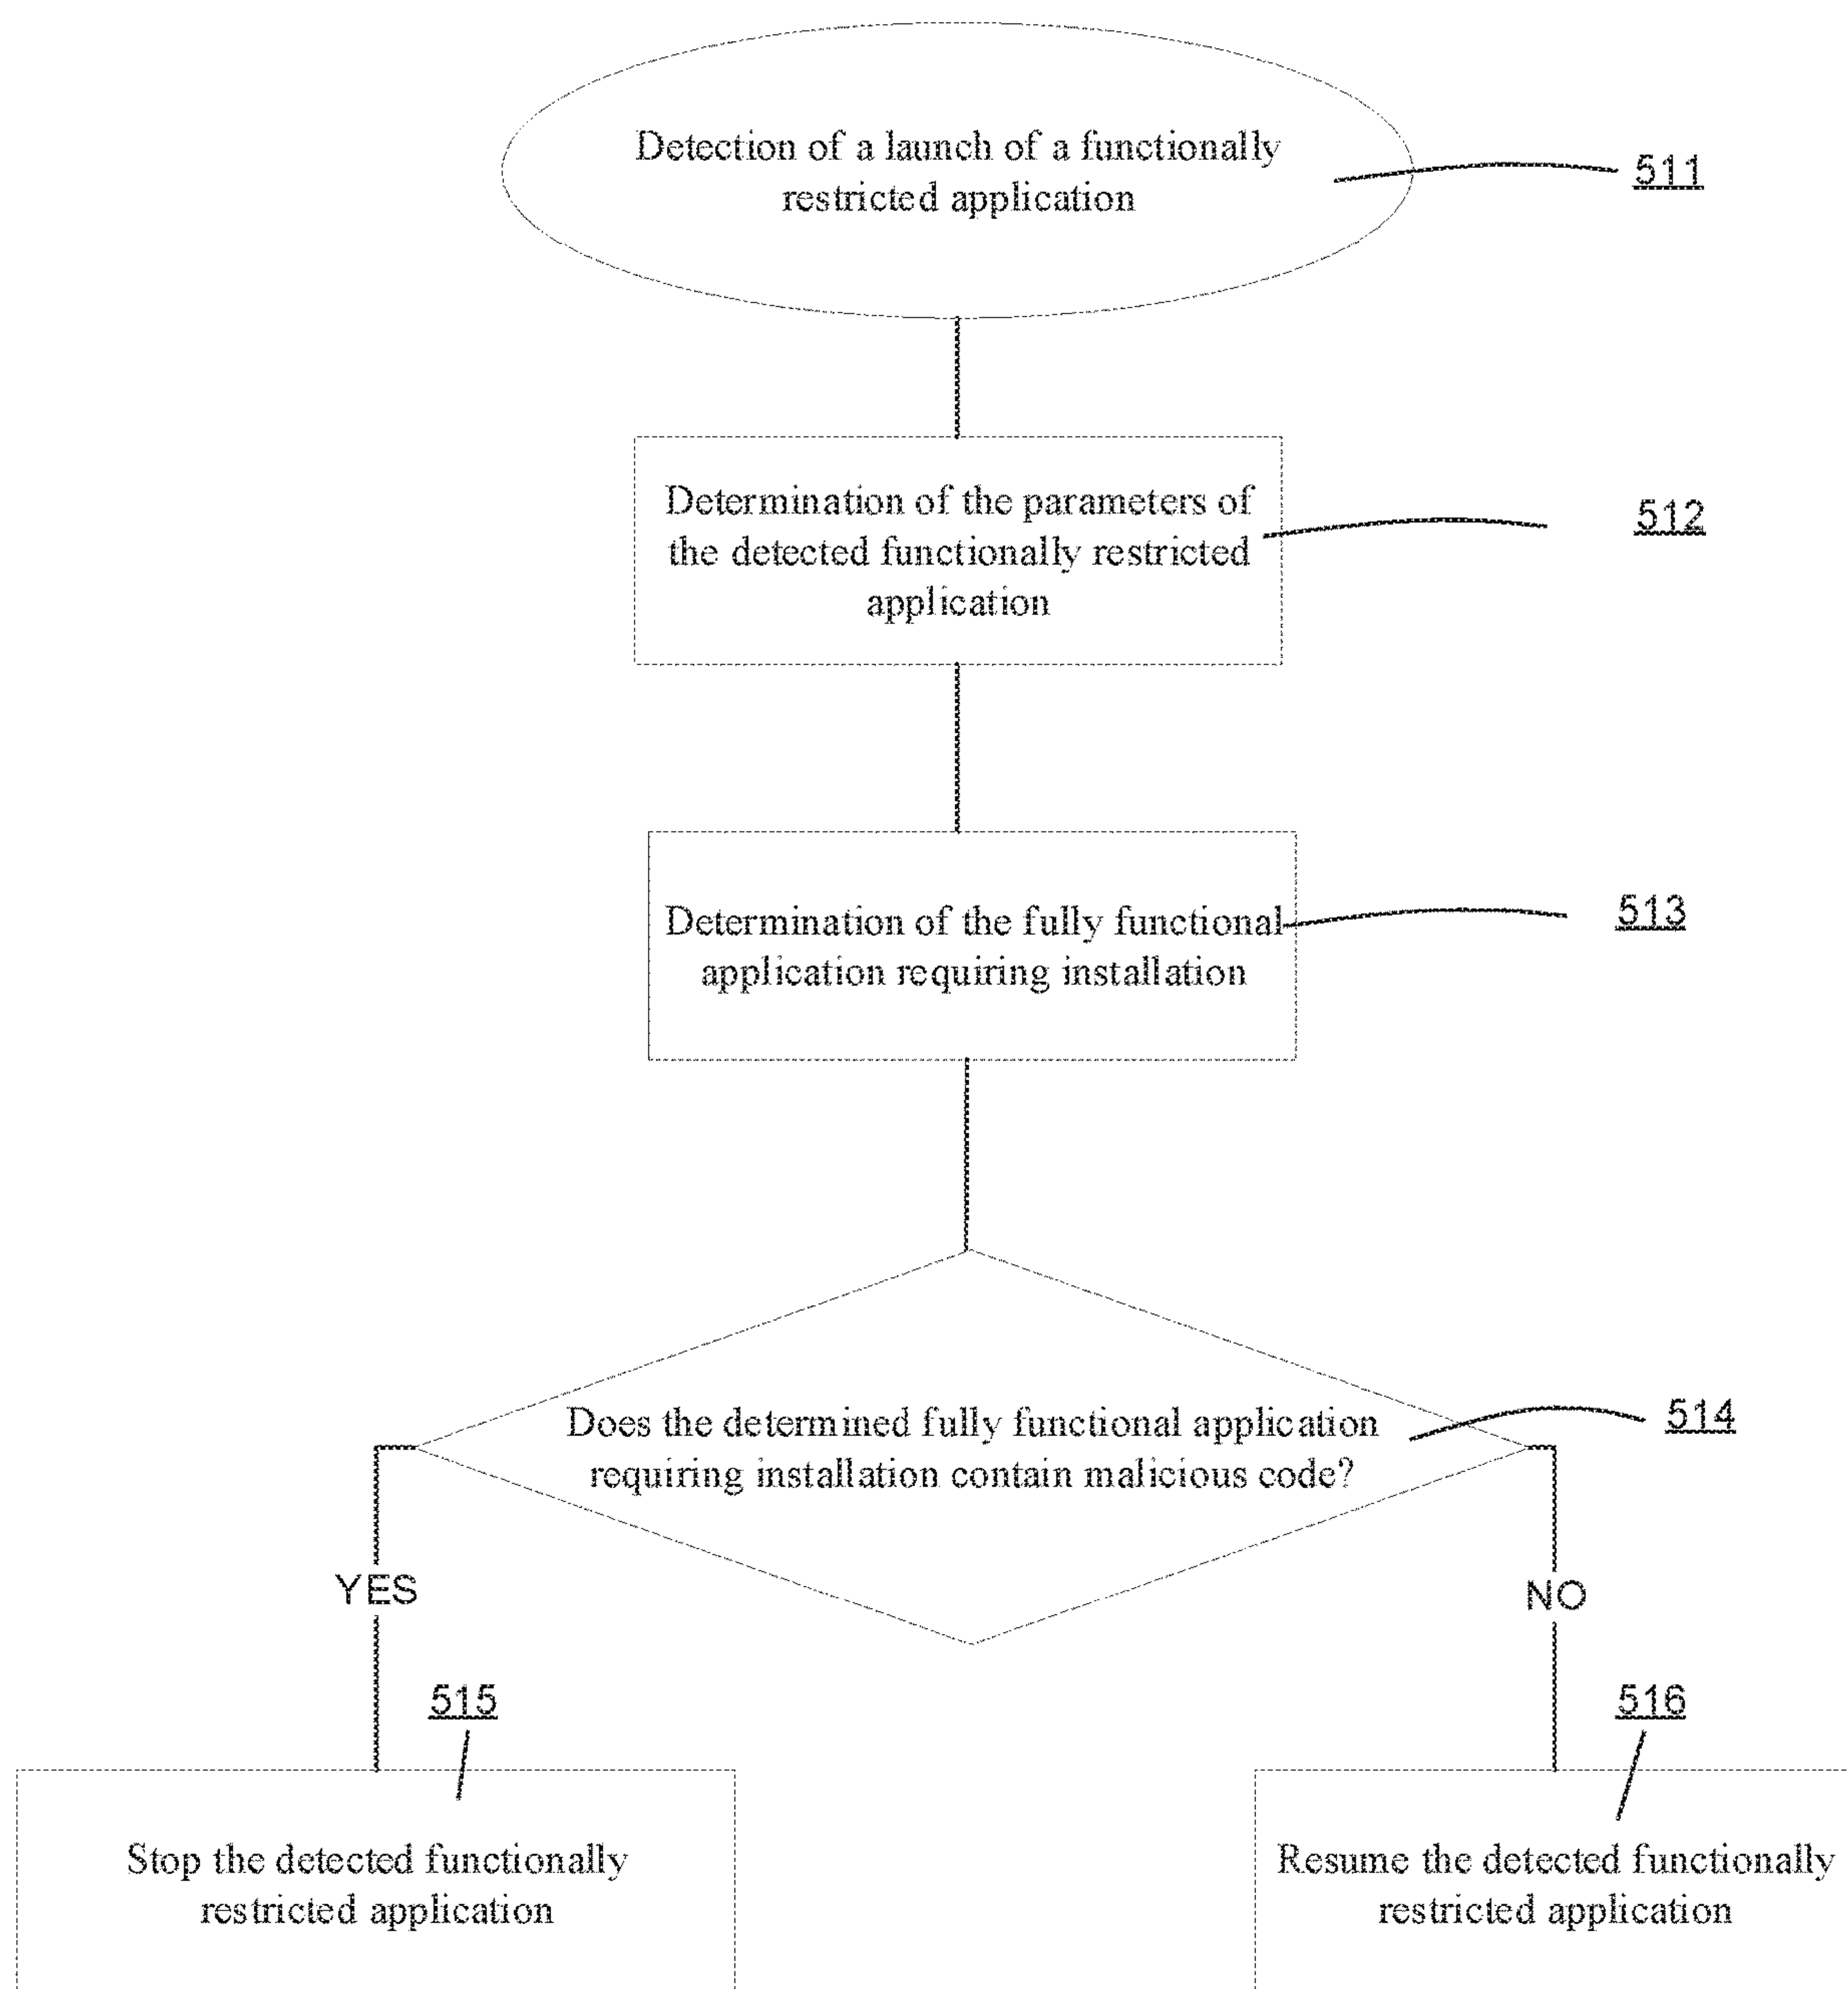 Detection of a launch of a functionally
restricted application
511
Determination of the parameters of
the detected functionally restricted
application
512
Determination of the fully functional
application requiring installation
513
Does the determined fully functional application
requiring installation contain malicious code?
514
YES
NO
515
516
Stop the detected functionally
restricted application
Resume the detected functionally
restricted application